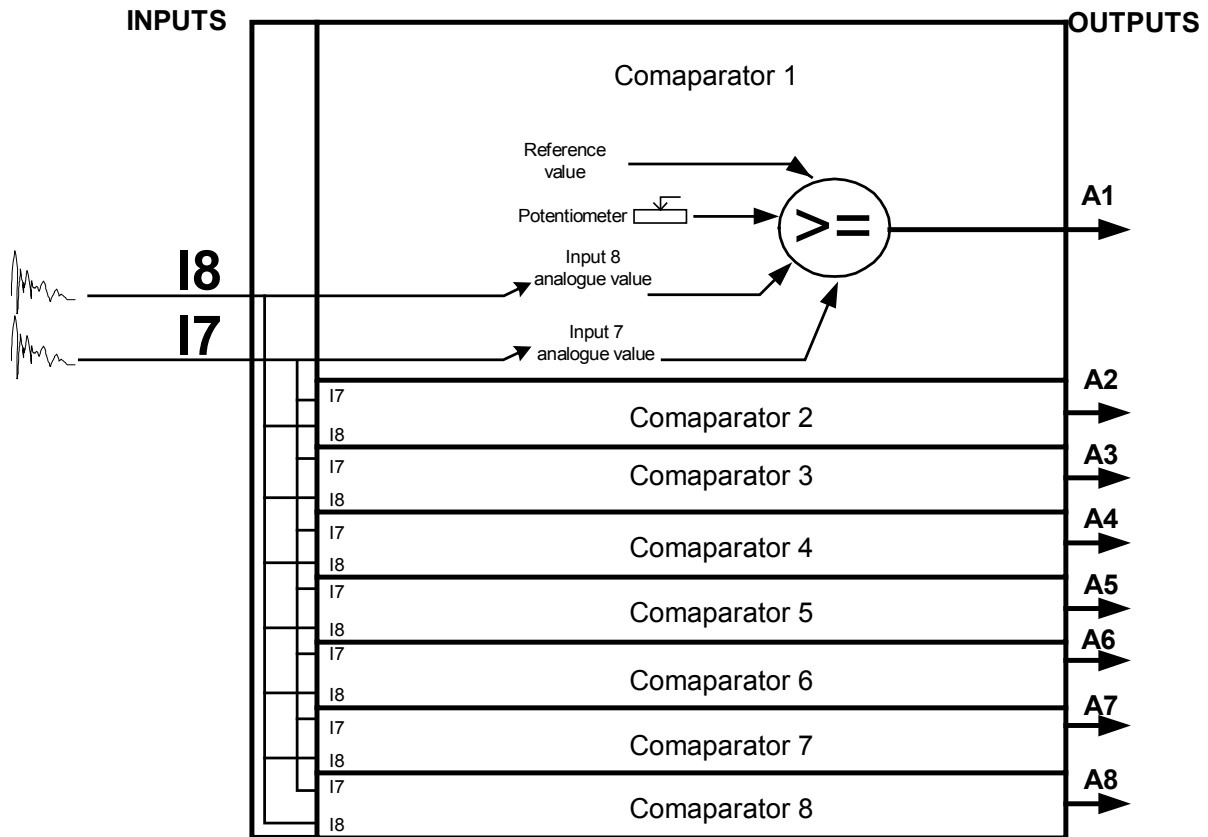 INPUTS
OUTPUTS
Comaparator 1
Reference
value
A1
Potentiometer
>=
I8
Input 8
analogue value
I7
Input 7
analogue value
A2
I7
Comaparator 2
I8
A3
I7
Comaparator 3
I8
A4
I7
Comaparator 4
I8
A5
I7
Comaparator 5
I8
A6
I7
Comaparator 6
I8
A7
I7
Comaparator 7
I8
A8
I7
Comaparator 8
I8